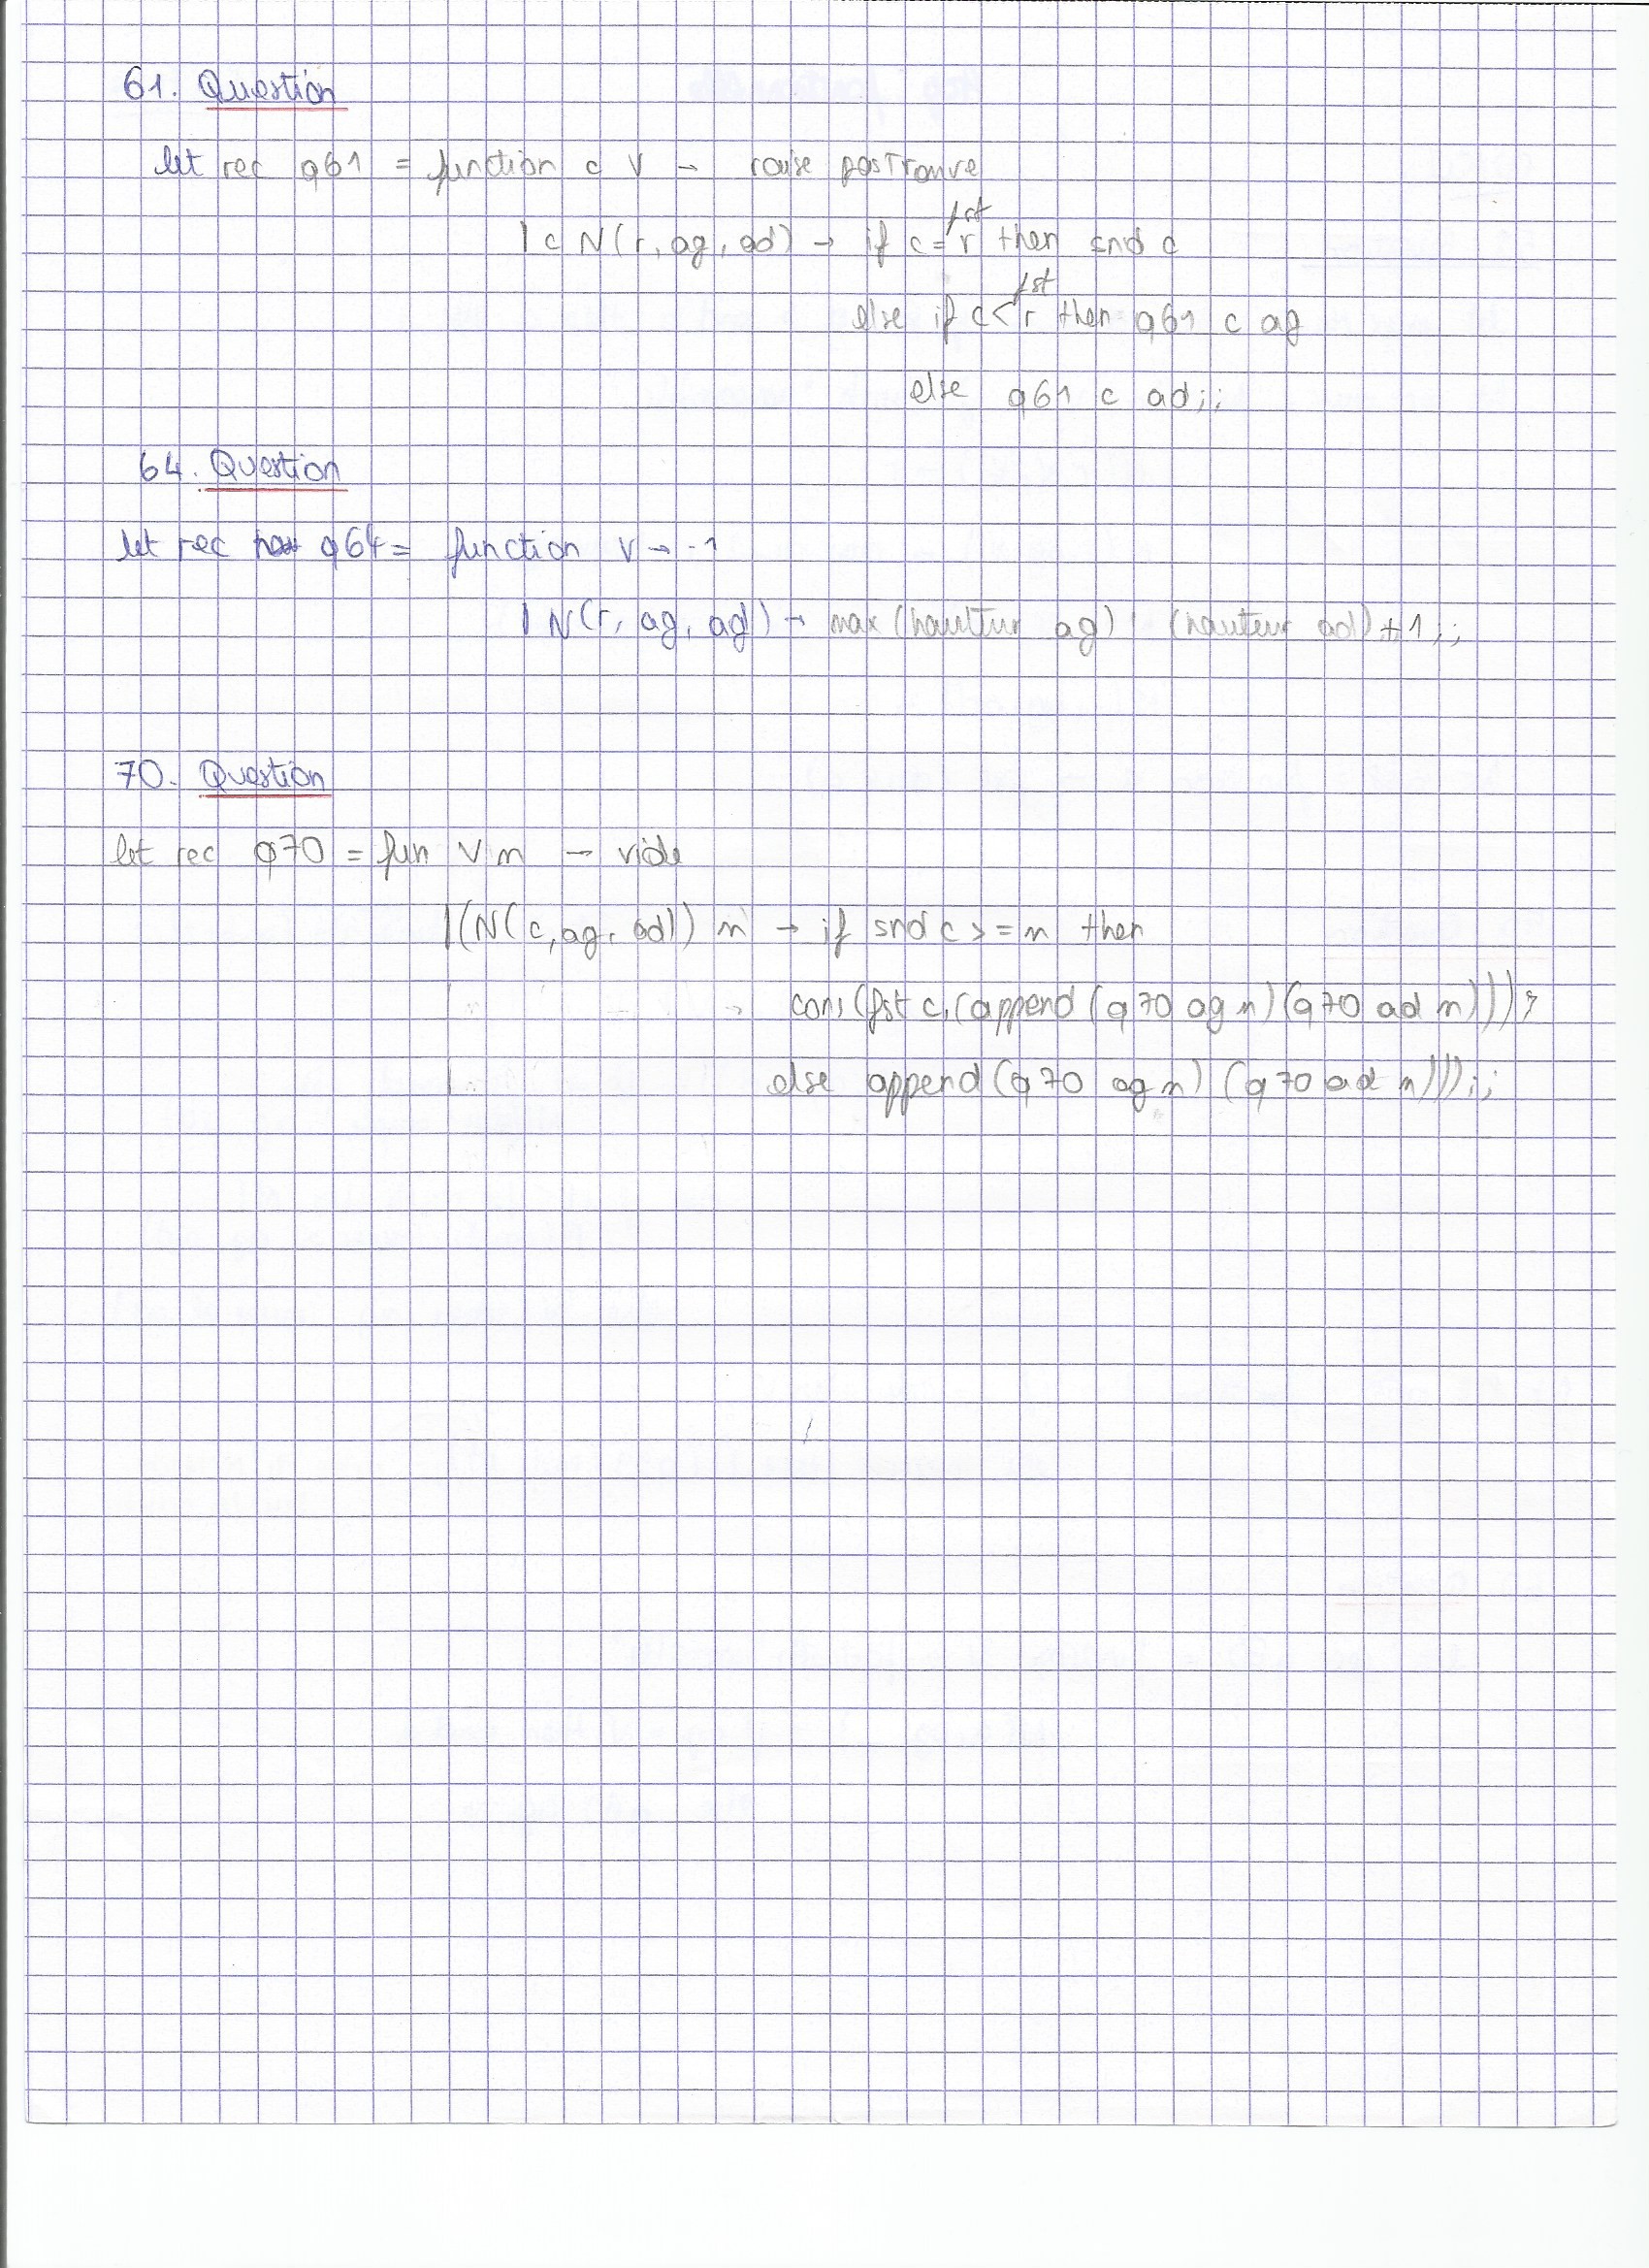 61. Question
let rec q61 = function c V → raise pasTrouve
| c N(r, ag, ad) → if c = fst r then snd c
else if c < fst r then q61 c ag
else q61 c ad;;
64. Question
let rec q64 = function V → -1
| N(r, ag, ad) → max (hauteur ag) (hauteur ad) + 1;;
70. Question
let rec q70 = fun V n → vide
|(N(c, ag, ad)) n → if snd c >= n then
cons(fst c, (append (q70 ag n) (q70 ad n))))
else append (q70 ag n) (q70 ad n)));;